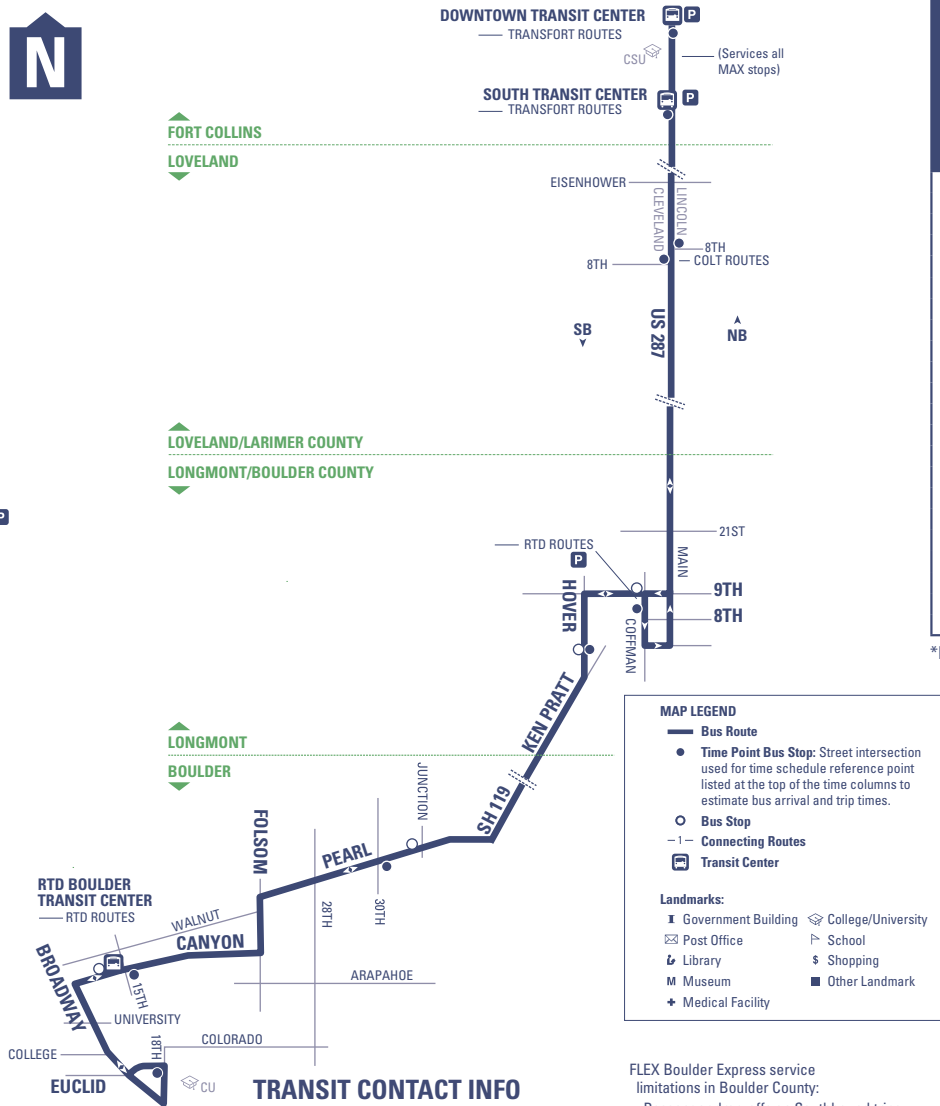 N
DOWNTOWN TRANSIT CENTER
P
TRANSFORT ROUTES
CSU
(Services all
MAX stops)
SOUTH TRANSIT CENTER
P
TRANSFORT ROUTES
FORT COLLINS
LOVELAND
EISENHOWER
CLEVELAND
LINCOLN
8TH
COLT ROUTES
8TH
US 287
SB
NB
LOVELAND/LARIMER COUNTY
LONGMONT/BOULDER COUNTY
P
21ST
RTD ROUTES
P
MAIN
HOVER
9TH
8TH
COFFMAN
KEN PRATT
LONGMONT
BOULDER
JUNCTION
SH 119
FOLSOM
PEARL
28TH
30TH
RTD BOULDER
TRANSIT CENTER
RTD ROUTES
WALNUT
CANYON
BROADWAY
15TH
ARAPAHOE
UNIVERSITY
COLORADO
COLLEGE
18TH
EUCLID
CU
MAP LEGEND
Bus Route
Time Point Bus Stop: Street intersection
used for time schedule reference point
listed at the top of the time columns to
estimate bus arrival and trip times.
Bus Stop
–1– Connecting Routes
Transit Center
Landmarks:
Government Building
College/University
Post Office
School
Library
$ Shopping
M Museum
Other Landmark
Medical Facility
TRANSIT CONTACT INFO
FLEX Boulder Express service
limitations in Boulder County: